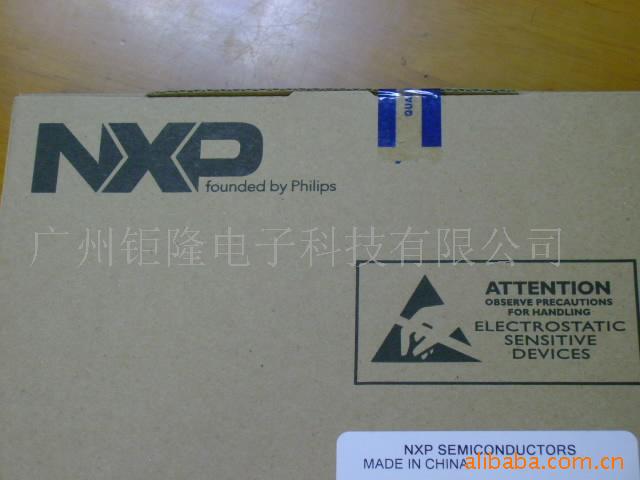 QUA
NXP
founded by Philips
广州钜隆电子科技有限公司
ATTENTION
OBSERVE PRECAUTIONS
FOR HANDLING
ELECTROSTATIC
SENSITIVE
DEVICES
NXP SEMICONDUCTORS
MADE IN CHINA
alibaba.com.cn